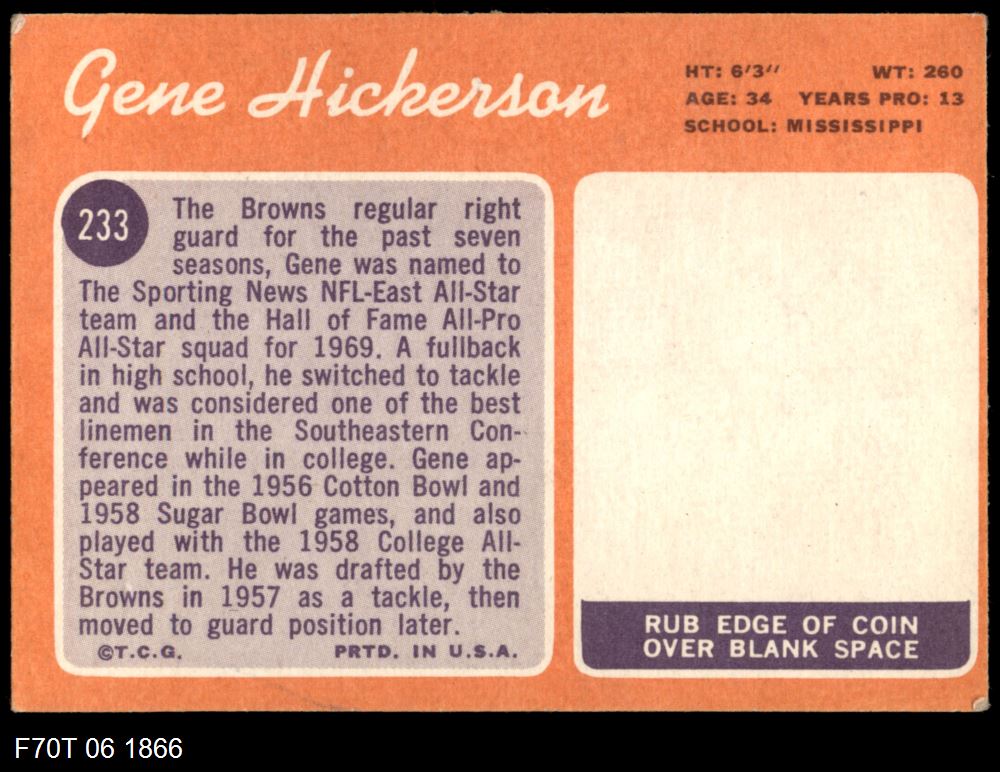 Gene Hickerson
HT: 6'3" WT: 260
AGE: 34 YEARS PRO: 13
SCHOOL: MISSISSIPPI
233
The Browns regular right
guard for the past seven
seasons, Gene was named to
The Sporting News NFL-East All-Star
team and the Hall of Fame All-Pro
All-Star squad for 1969. A fullback
in high school, he switched to tackle
and was considered one of the best
linemen in the Southeastern Con-
ference while in college. Gene ap-
peared in the 1956 Cotton Bowl and
1958 Sugar Bowl games, and also
played with the 1958 College All-
Star team. He was drafted by the
Browns in 1957 as a tackle, then
moved to guard position later.
©T.C.G. PRTD. IN U.S.A.
RUB EDGE OF COIN
OVER BLANK SPACE
F70T 06 1866